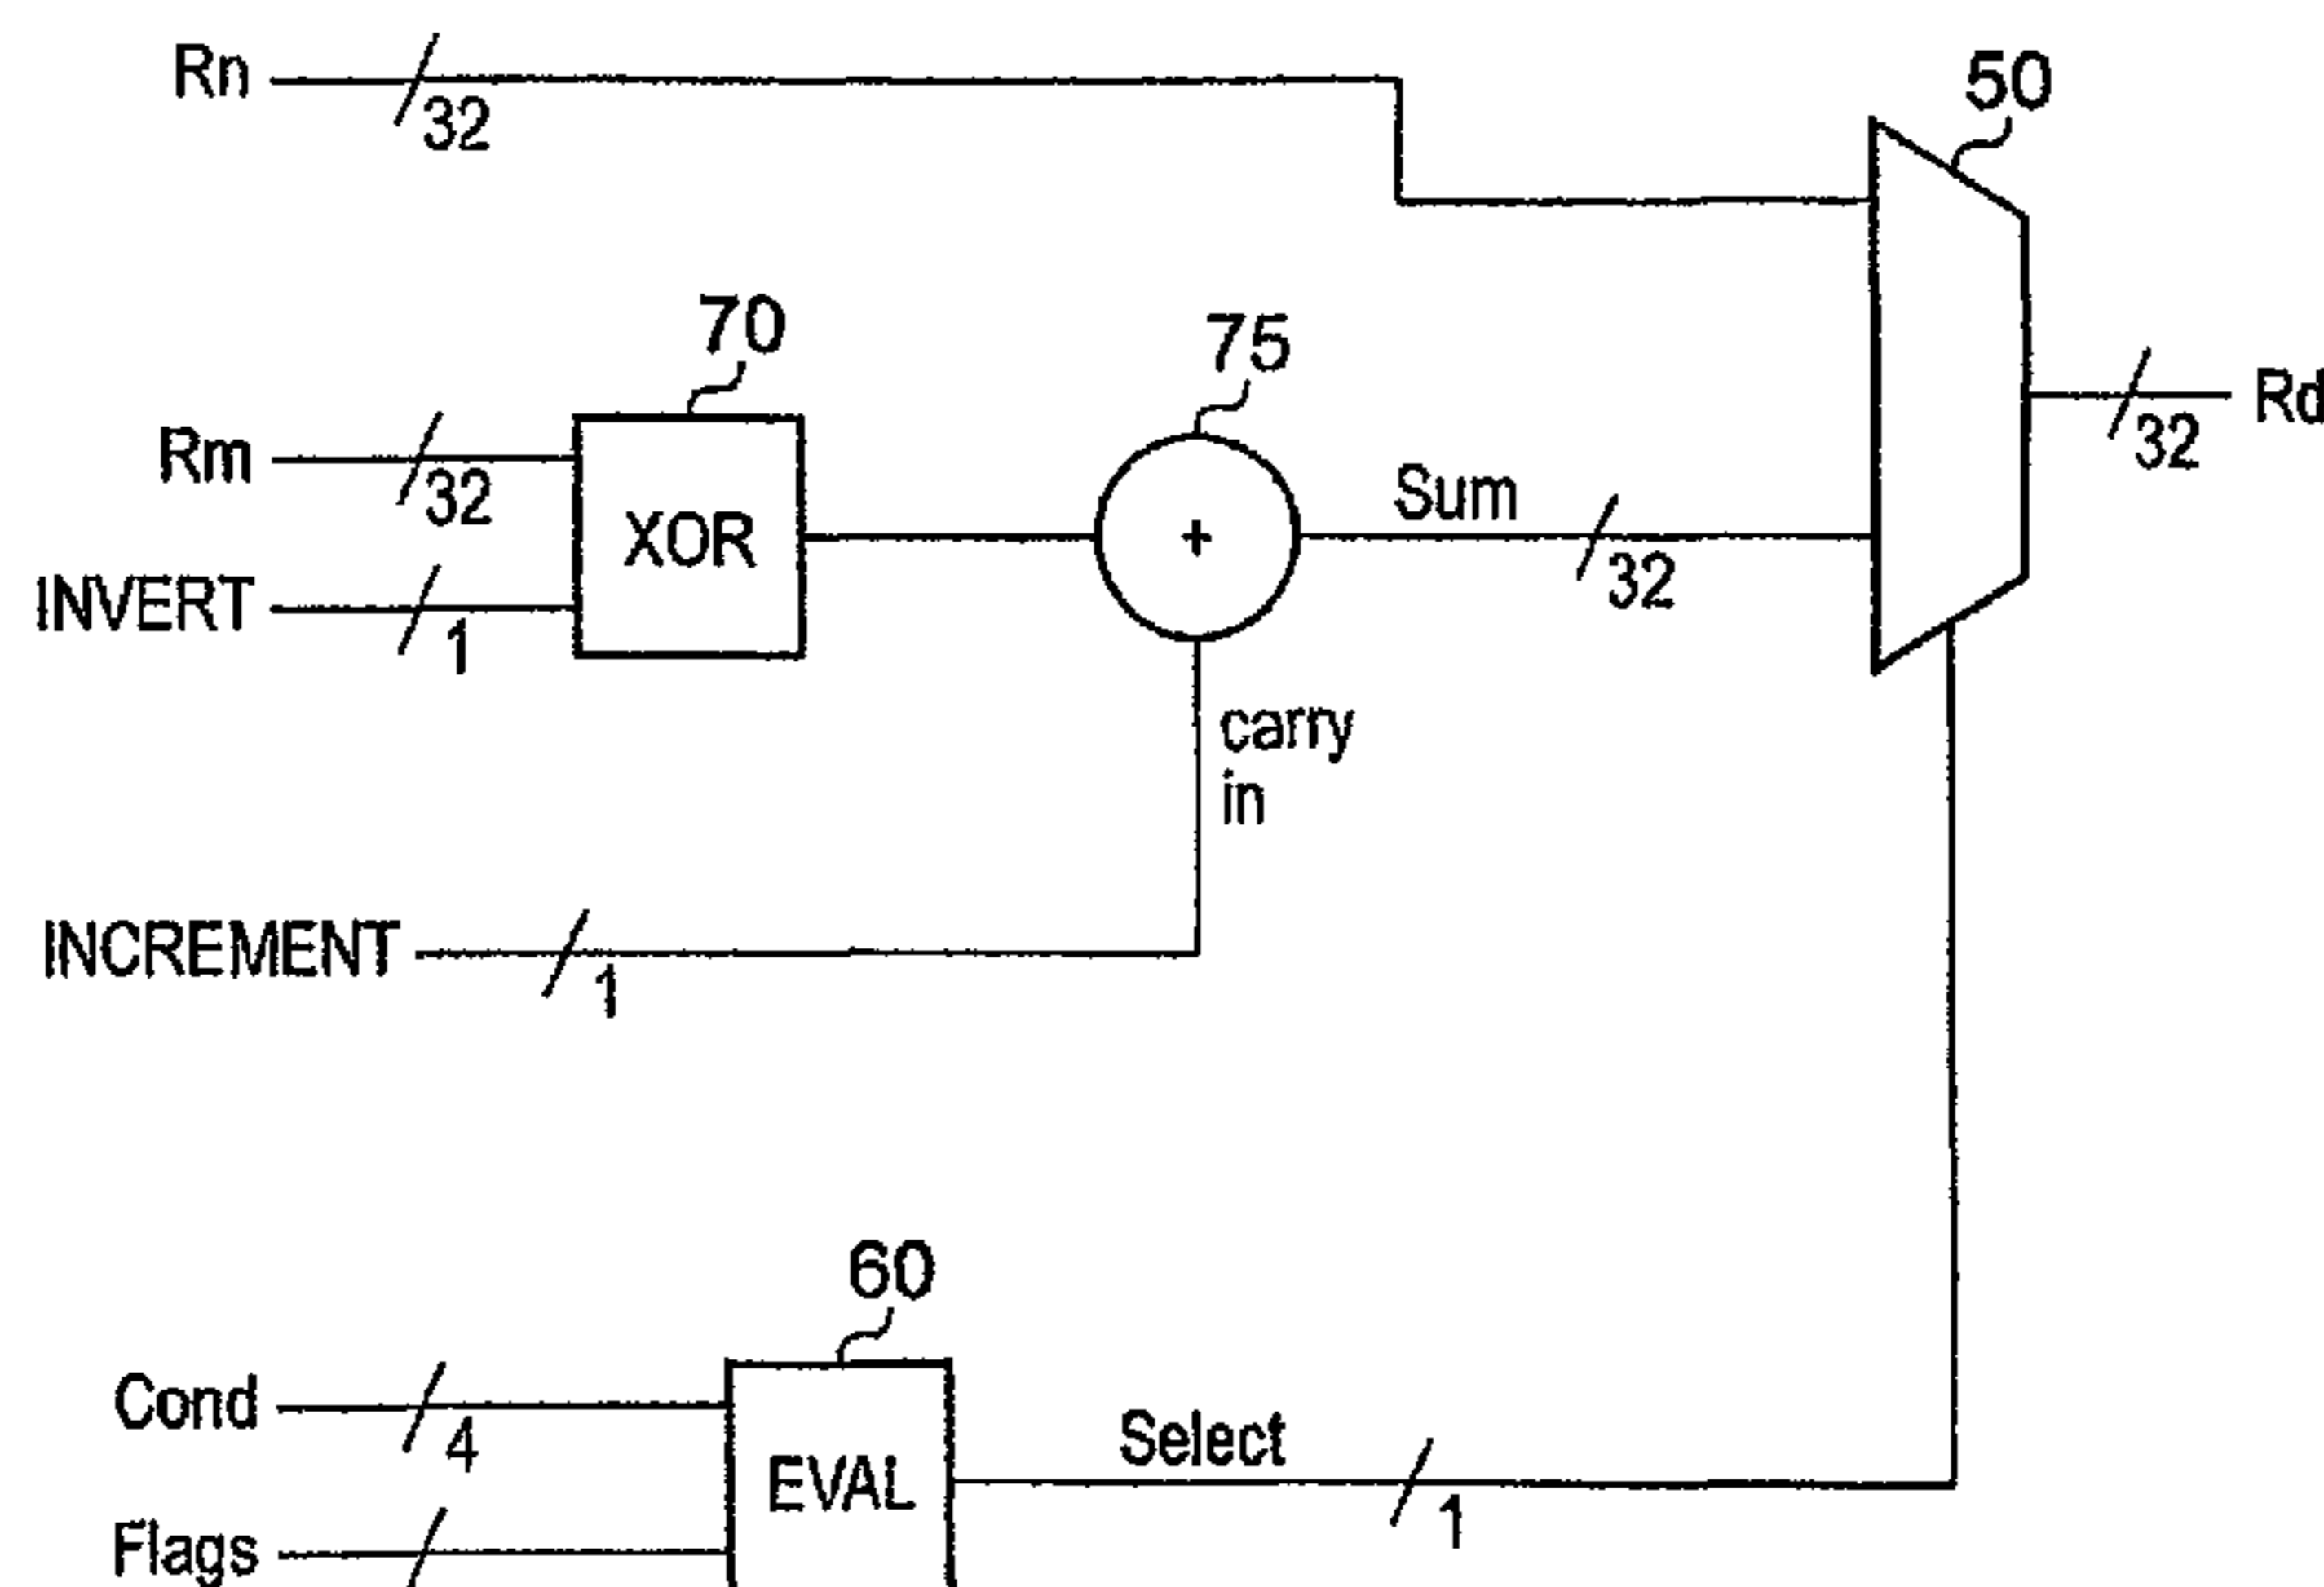 Rn
32
50
70
75
Rm
32
XOR
+
Sum
32
Rd
32
INVERT
1
carry
in
INCREMENT
1
60
Cond
4
EVAL
Select
1
Flags